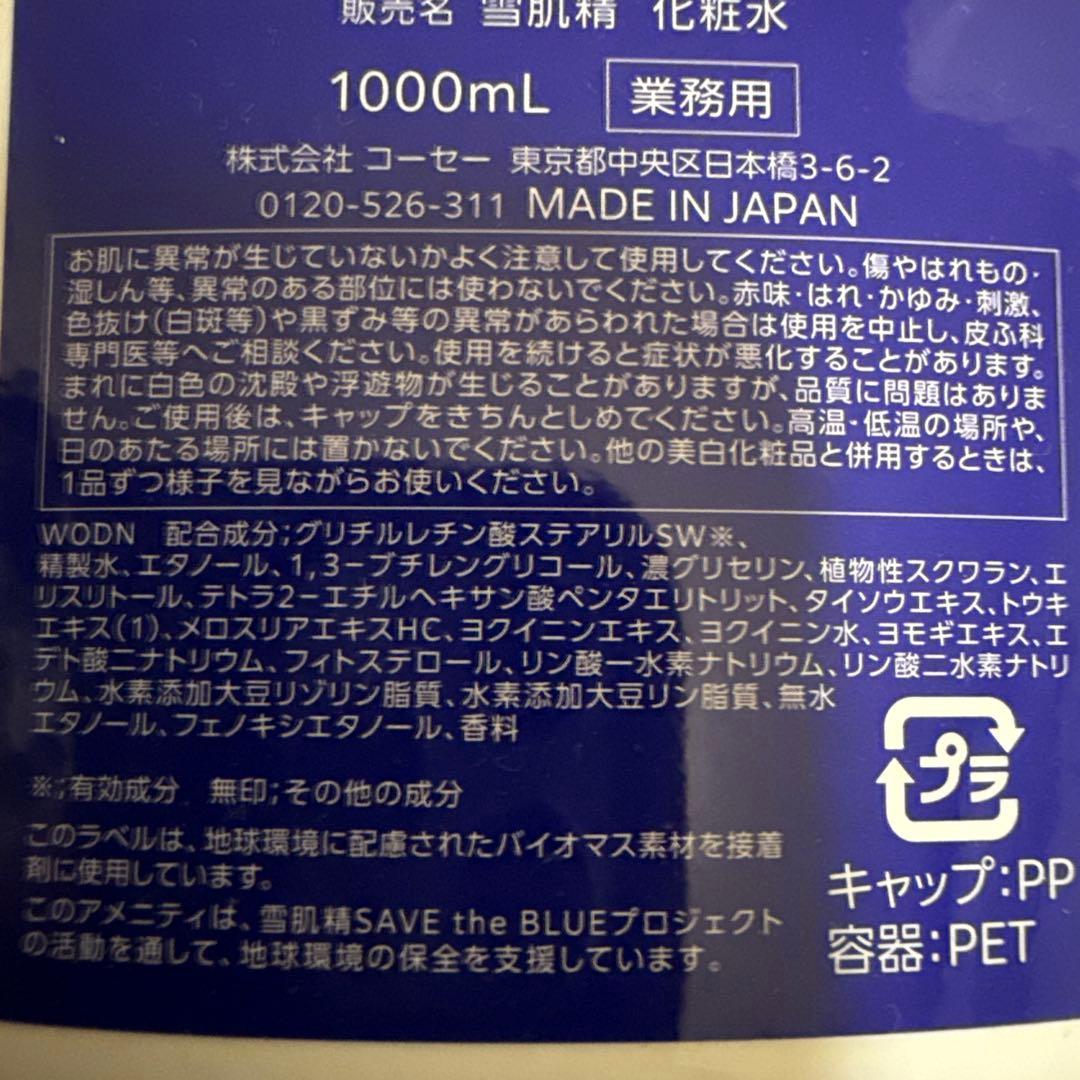 販売名 雪肌精 化粧水
1000mL 業務用
株式会社 コーセー 東京都中央区日本橋3-6-2
0120-526-311 MADE IN JAPAN
お肌に異常が生じていないかよく注意して使用してください。傷やはれもの・
湿しん等、異常のある部位には使わないでください。赤味・はれ・かゆみ・刺激、
色抜け(白斑等)や黒ずみ等の異常があらわれた場合は使用を中止し、皮ふ科
専門医等へご相談ください。使用を続けると症状が悪化することがあります。
まれに白色の沈殿や浮遊物が生じることがありますが、品質に問題はありま
せん。ご使用後は、キャップをきちんとしめてください。高温・低温の場所や、
日のあたる場所には置かないでください。他の美白化粧品と併用するときは、
1品ずつ様子を見ながらお使いください。
WODN 配合成分;グリチルレチン酸ステアリルSW※、
精製水、エタノール、1,3−ブチレングリコール、濃グリセリン、植物性スクワラン、エ
リスリトール、テトラ2−エチルヘキサン酸ペンタエリトリット、タイソウエキス、トウキ
エキス(1)、メロスリアエキスHC、ヨクイニンエキス、ヨクイニン水、ヨモギエキス、エ
デト酸二ナトリウム、フィトステロール、リン酸一水素ナトリウム、リン酸二水素ナトリ
ウム、水素添加大豆リゾリン脂質、水素添加大豆リン脂質、無水
エタノール、フェノキシエタノール、香料
※;有効成分 無印;その他の成分
このラベルは、地球環境に配慮されたバイオマス素材を接着
剤に使用しています。
このアメニティは、雪肌精SAVE the BLUEプロジェクト
の活動を通して、地球環境の保全を支援しています。
プラ
キャップ:PP
容器:PET